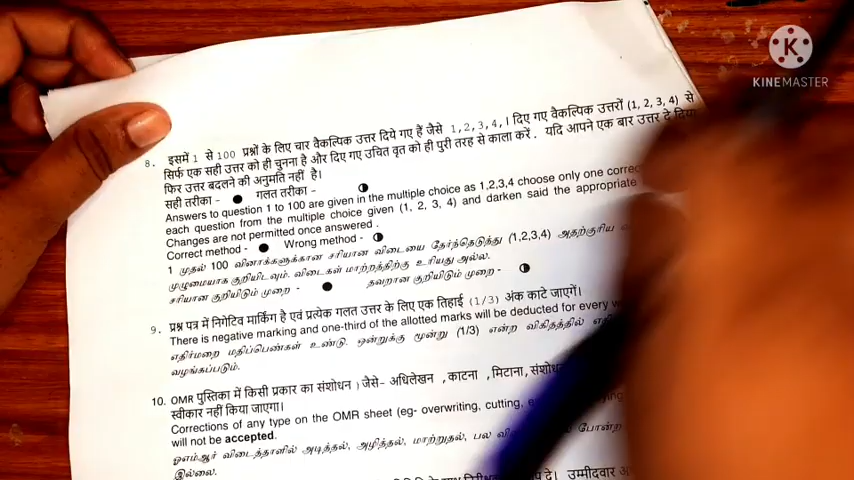 KINEMASTER
8. इसमें 1 से 100 प्रश्नों के लिए चार वैकल्पिक उत्तर दिये गए हैं जैसे 1,2,3,4,। दिए गए वैकल्पिक उत्तरों (1, 2, 3, 4) से
सिर्फ एक सही उत्तर को ही चुनना है और दिए गए उचित वृत को ही पुरी तरह से काला करें . यदि आपने एक बार उत्तर दे दिया
फिर उत्तर बदलने की अनुमति नहीं है।
सही तरीका - गलत तरीका -
Answers to question 1 to 100 are given in the multiple choice as 1,2,3,4 choose only one correc
each question from the multiple choice given (1, 2, 3, 4) and darken said the appropriate
Changes are not permitted once answered .
Correct method - Wrong method -
1 முதல் 100 வினாக்களுக்கான சரியான விடையை தேர்ந்தெடுத்து (1,2,3,4) அதற்குரிய
முழுமையாக குறியிடவும். விடைகள் மாற்றத்திற்கு உரியது அல்ல.
சரியான குறியிடும் முறை - தவறான குறியிடும் முறை -
9. प्रश्न पत्र में निगेटिव मार्किंग है एवं प्रत्येक गलत उत्तर के लिए एक तिहाई (1/3) अंक काटे जाएगें।
There is negative marking and one-third of the allotted marks will be deducted for every
எதிர்மறை மதிப்பெண்கள் உண்டு. ஒன்றுக்கு மூன்று (1/3) என்ற விகிதத்தில்
வழங்கப்படும்.
10. OMR पुस्तिका में किसी प्रकार का संशोधन । जैसे- अधिलेखन , काटना , मिटाना,
स्वीकार नहीं किया जाएगा।
Corrections of any type on the OMR sheet (eg- overwriting, cutting,
will not be accepted.
ஓஎம்ஆர் விடைத்தாளில் அடித்தல், அழித்தல், மாற்றுதல், பல போன்ற
இல்லை.
उम्मीदवार